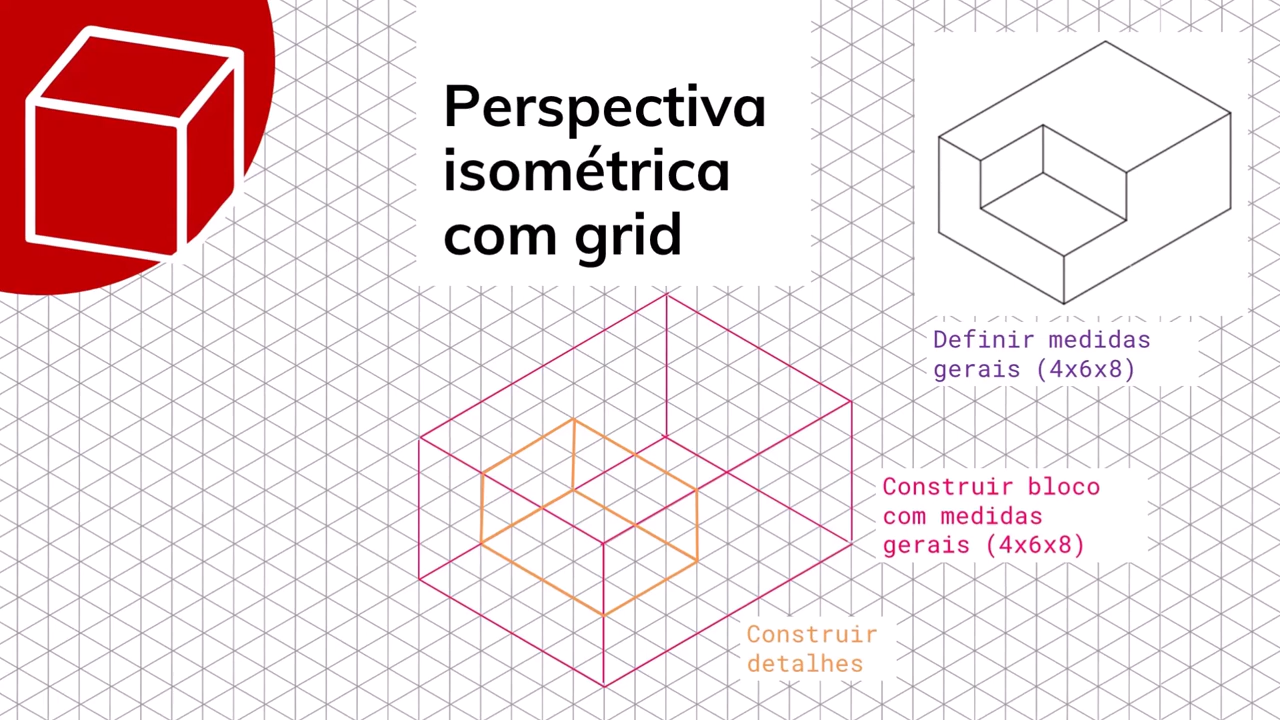 Perspectiva
isométrica
com grid
Definir medidas
gerais (4x6x8)
Construir bloco
com medidas
gerais (4x6x8)
Construir
detalhes